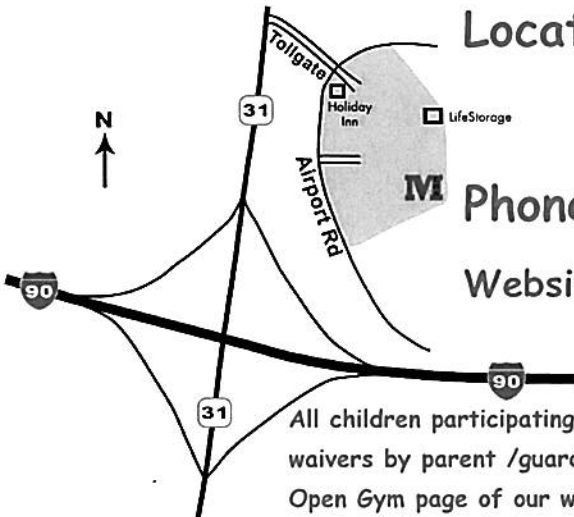 Tollgate
31
Holiday
Inn
LifeStorage
N
Airport Rd
M
Phon
Websi
90
90
31
All children participating
waivers by parent /guard
Open Gym page of our w
Locat